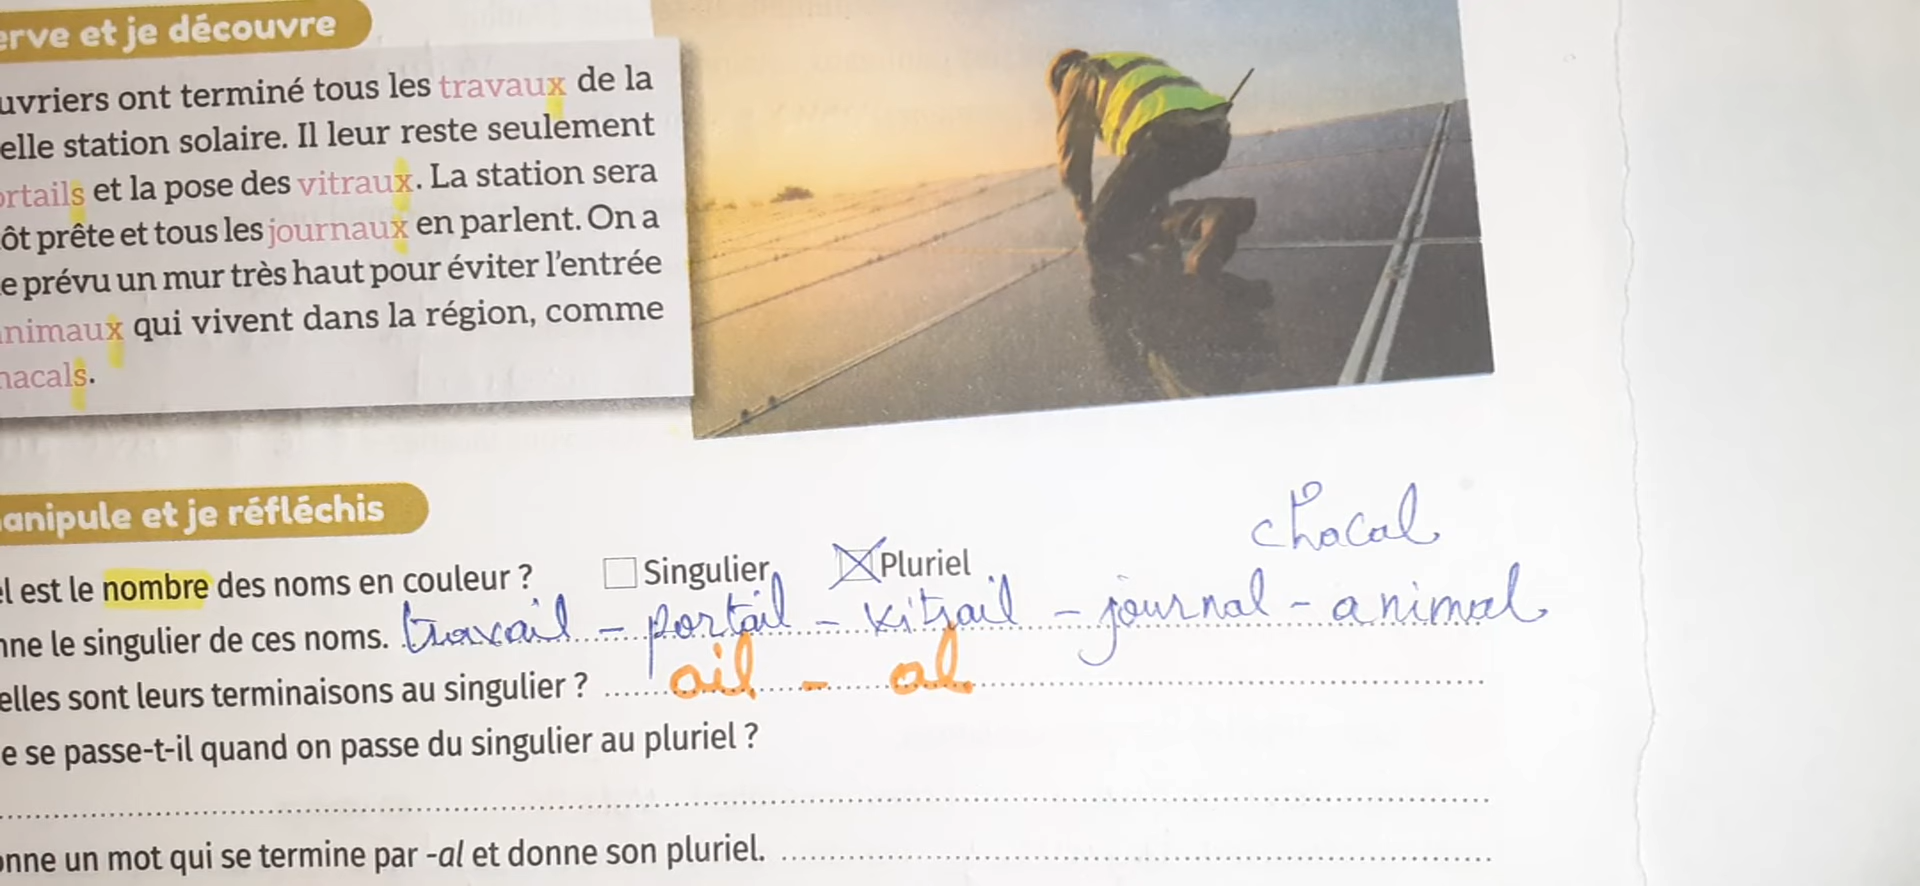 erve et je découvre
uvriers ont terminé tous les travaux de la
elle station solaire. Il leur reste seulement
ortails et la pose des vitraux. La station sera
ôt prête et tous les journaux en parlent. On a
e prévu un mur très haut pour éviter l'entrée
nimaux qui vivent dans la région, comme
hacals.
anipule et je réfléchis
chacal
el est le nombre des noms en couleur ? Singulier Pluriel
nne le singulier de ces noms. travail - portail - vitrail - journal - animal
elles sont leurs terminaisons au singulier ? ail - al
e se passe-t-il quand on passe du singulier au pluriel ?
onne un mot qui se termine par -al et donne son pluriel.